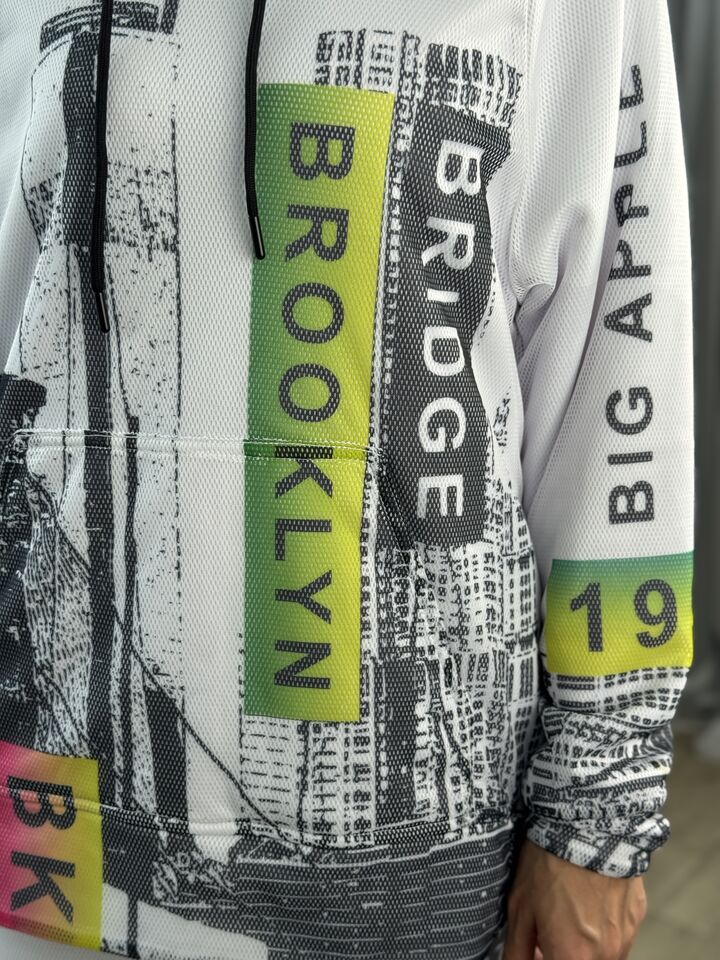 BROOKLYN
BRIDGE
BIG APPLE
19
BK